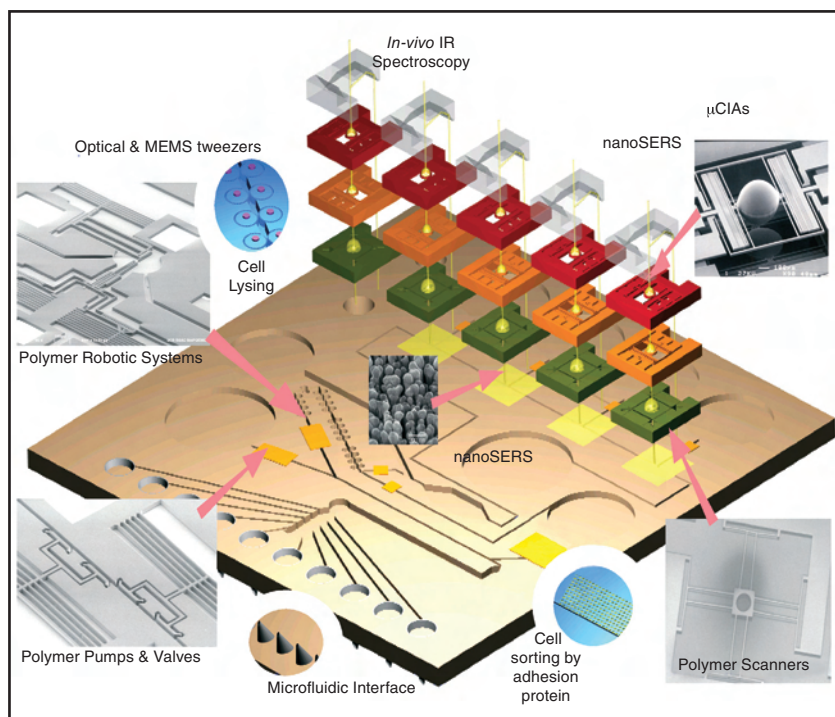 In-vivo IR
Spectroscopy
μCIAs
nanoSERS
Optical & MEMS tweezers
Cell
Lysing
Polymer Robotic Systems
nanoSERS
Polymer Pumps & Valves
Microfluidic Interface
Cell
sorting by
adhesion
protein
Polymer Scanners